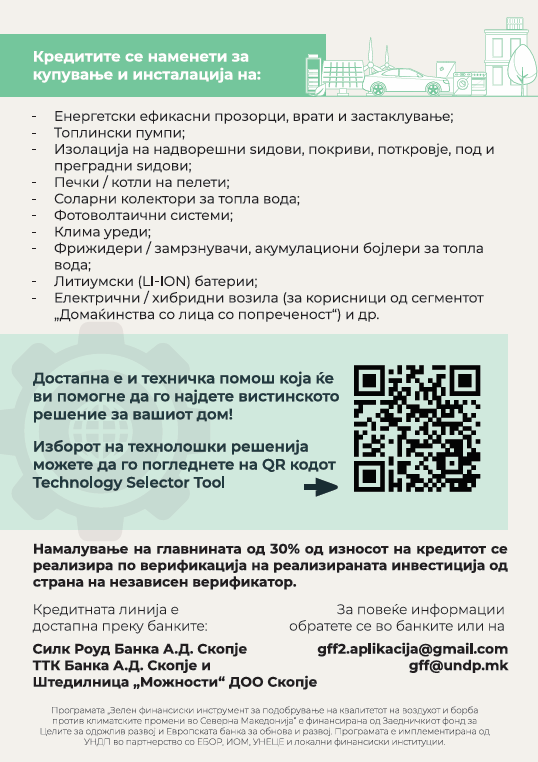 Кредитите се наменети за
купување и инсталација на:
- Енергетски ефикасни прозорци, врати и застаклување;
- Топлински пумпи;
- Изолација на надворешни ѕидови, покриви, поткровје, под и
преградни ѕидови;
- Печки / котли на пелети;
- Соларни колектори за топла вода;
- Фотоволтаични системи;
- Клима уреди;
- Фрижидери / замрзнувачи, акумулациони бојлери за топла
вода;
- Литиумски (LI-ION) батерии;
- Електрични / хибридни возила (за корисници од сегментот
„Домаќинства со лица со попреченост“) и др.
Достапна е и техничка помош која ќе
ви помогне да го најдете вистинското
решение за вашиот дом!
Изборот на технолошки решенија
можете да го погледнете на QR кодот
Technology Selector Tool
Намалување на главнината од 30% од износот на кредитот се
реализира по верификација на реализираната инвестиција од
страна на независен верификатор.
Кредитната линија е
достапна преку банките:
Силк Роуд Банка А.Д. Скопје
ТТК Банка А.Д. Скопје и
Штедилница „Можности“ ДОО Скопје
За повеќе информации
обратете се во банките или на
gff2.aplikacija@gmail.com
gff@undp.mk
Програмата „Зелен финансиски инструмент за подобрување на квалитетот на воздухот и борба
против климатските промени во Северна Македонија“ е финансирана од Заедничкиот фонд за
Целите за одржлив развој и Европската банка за обнова и развој. Програмата е имплементирана од
УНДП во партнерство со ЕБОР, ИОМ, УНЕЦЕ и локални финансиски институции.